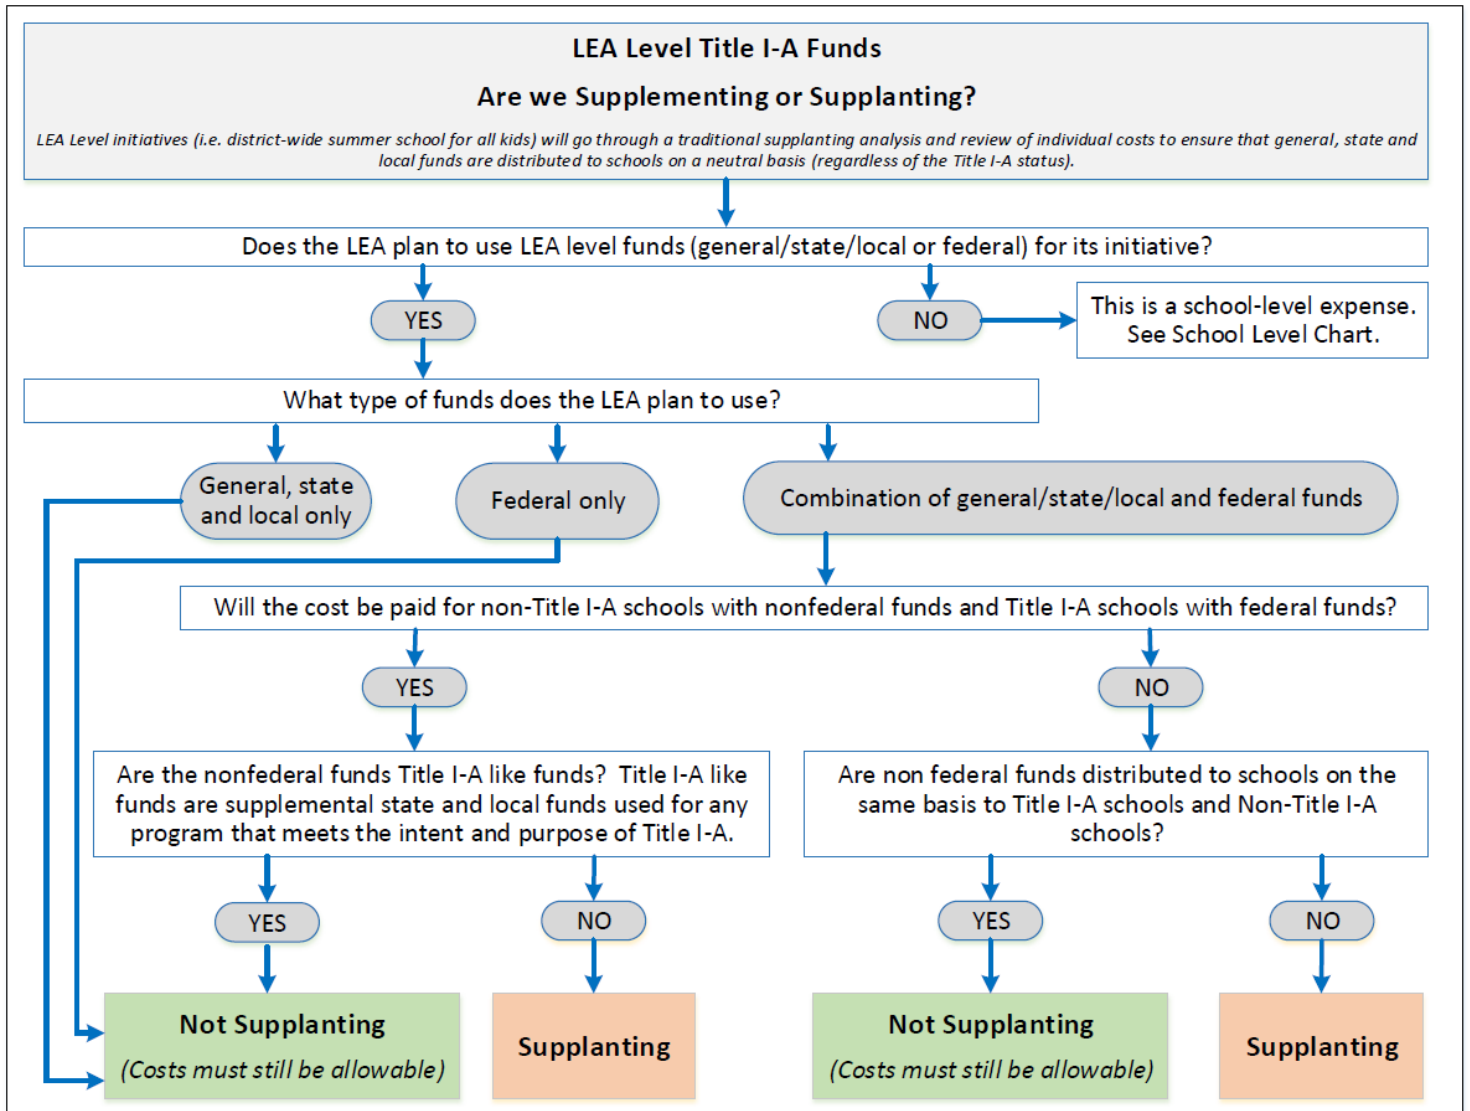 LEA Level Title I-A Funds
Are we Supplementing or Supplanting?
LEA Level initiatives (i.e. district-wide summer school for all kids) will go through a traditional supplanting analysis and review of individual costs to ensure that general, state and
local funds are distributed to schools on a neutral basis (regardless of the Title I-A status).
Does the LEA plan to use LEA level funds (general/state/local or federal) for its initiative?
YES
NO
This is a school-level expense.
See School Level Chart.
What type of funds does the LEA plan to use?
General, state
and local only
Federal only
Combination of general/state/local and federal funds
Will the cost be paid for non-Title I-A schools with nonfederal funds and Title I-A schools with federal funds?
YES
NO
Are the nonfederal funds Title I-A like funds?  Title I-A like
funds are supplemental state and local funds used for any
program that meets the intent and purpose of Title I-A.
Are non federal funds distributed to schools on the
same basis to Title I-A schools and Non-Title I-A
schools?
YES
NO
YES
NO
Not Supplanting
(Costs must still be allowable)
Supplanting
Not Supplanting
(Costs must still be allowable)
Supplanting